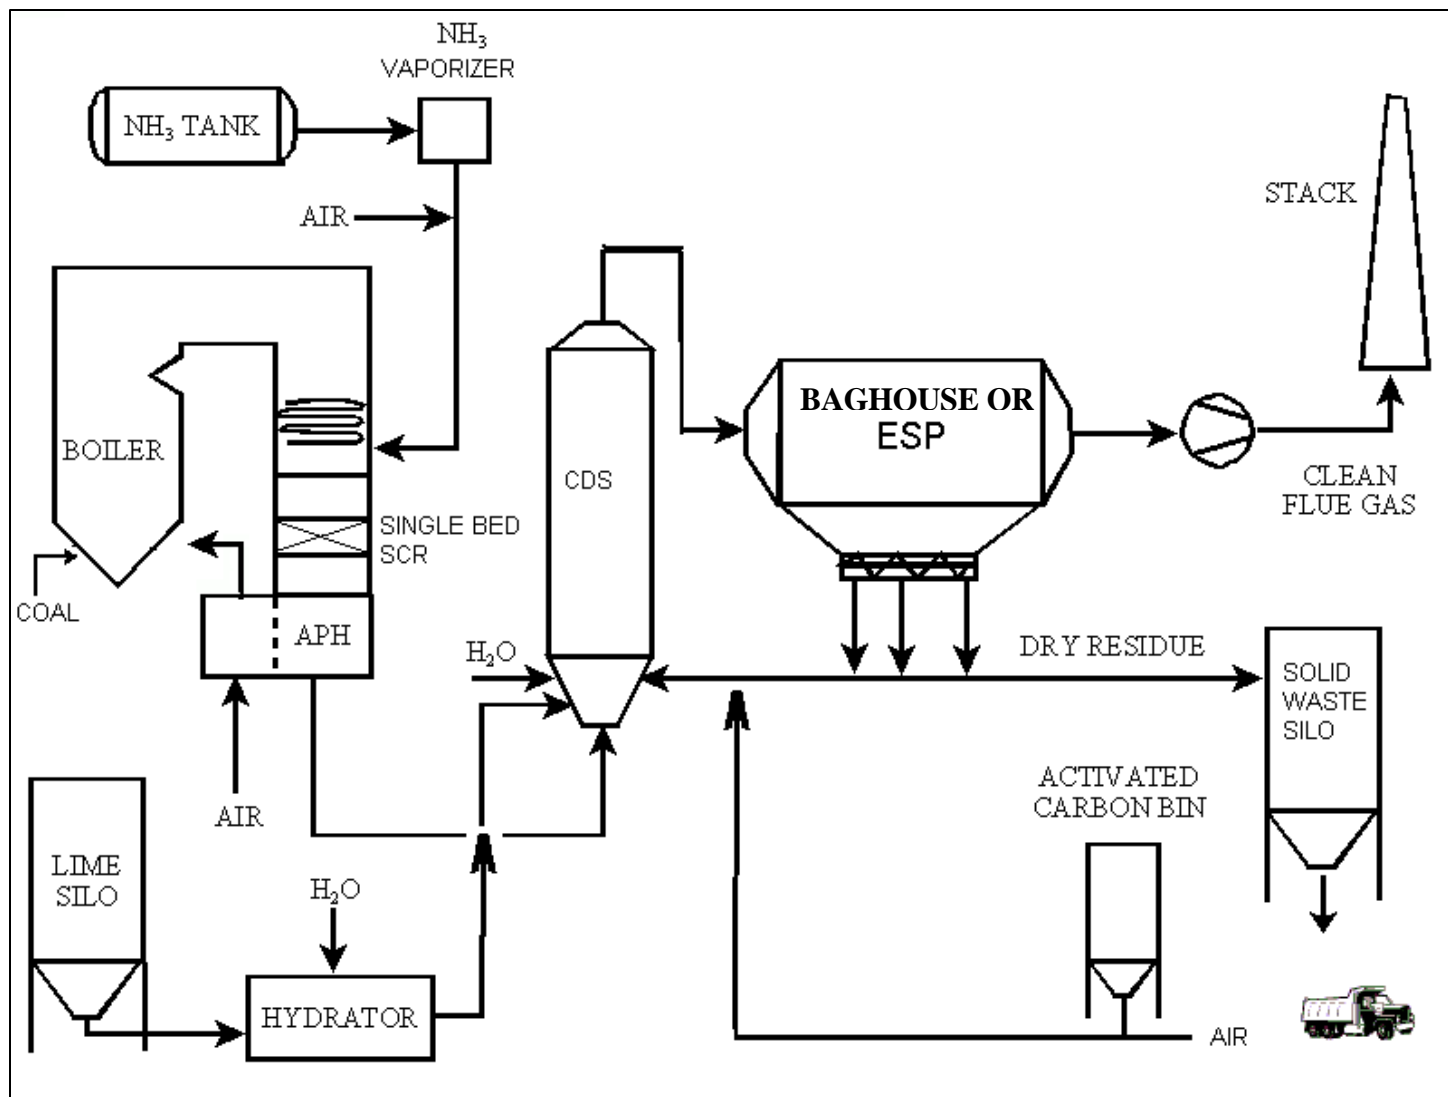 NH₃
VAPORIZER
NH₃ TANK
AIR
STACK
BAGHOUSE OR
ESP
BOILER
CDS
CLEAN
FLUE GAS
SINGLE BED
SCR
COAL
APH
H₂O
DRY RESIDUE
SOLID
WASTE
SILO
ACTIVATED
CARBON BIN
AIR
LIME
SILO
H₂O
HYDRATOR
AIR